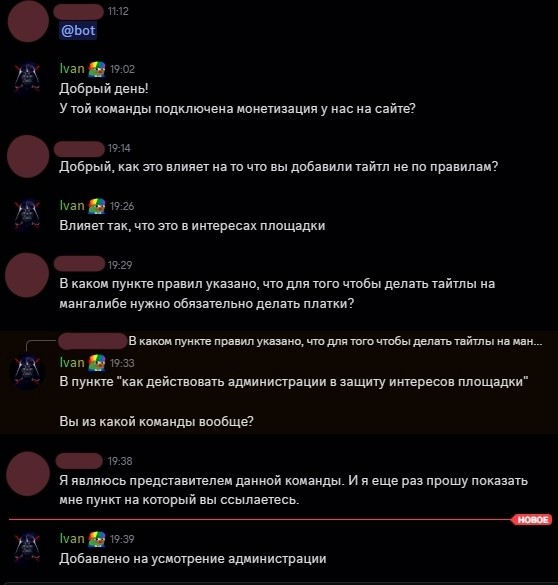 11:12
@bot
Ivan 19:02
Добрый день!
У той команды подключена монетизация у нас на сайте?
19:14
Добрый, как это влияет на то что вы добавили тайтл не по правилам?
Ivan 19:26
Влияет так, что это в интересах площадки
19:29
В каком пункте правил указано, что для того чтобы делать тайтлы на
мангалибе нужно обязательно делать платки?
В каком пункте правил указано, что для того чтобы делать тайтлы на ман...
Ivan 19:33
В пункте "как действовать администрации в защиту интересов площадки"
Вы из какой команды вообще?
19:38
Я являюсь представителем данной команды. И я еще раз прошу показать
мне пункт на который вы ссылаетесь.
НОВОЕ
Ivan 19:39
Добавлено на усмотрение администрации